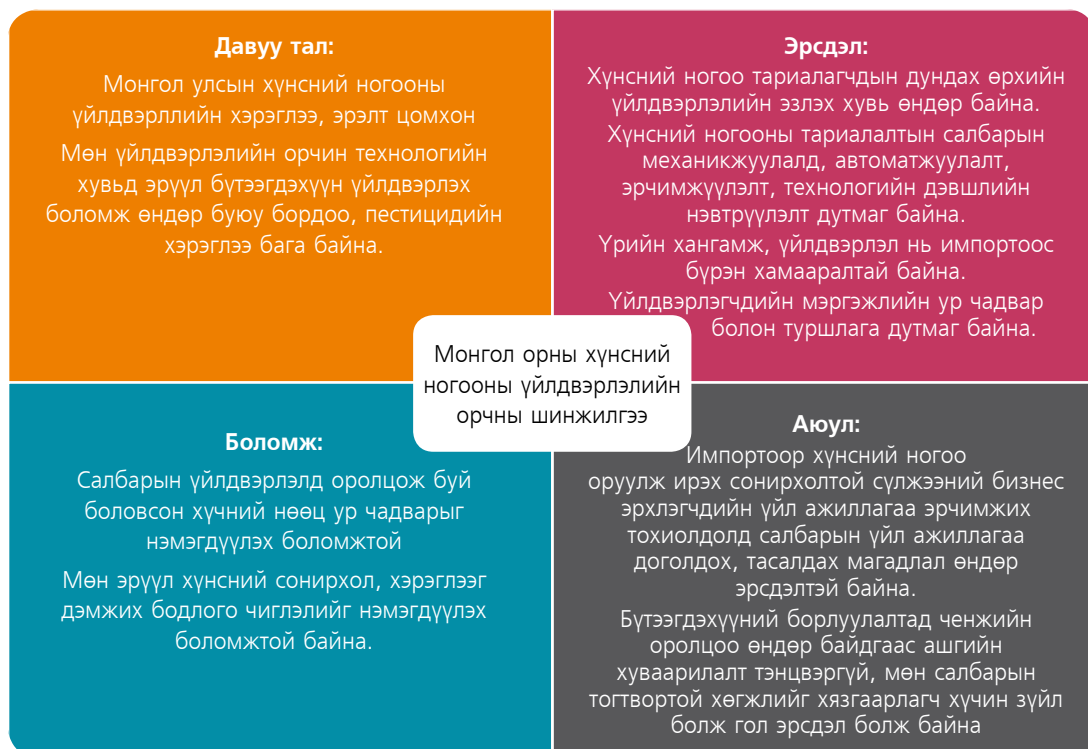 Давуу тал:
Монгол улсын хүнсний ногооны
үйлдвэрллийн хэрэглээ, эрэлт цомхон
Мөн үйлдвэрлэлийн орчин технологийн
хувьд эрүүл бүтээгдэхүүн үйлдвэрлэх
боломж өндөр буюу бордоо, пестицидийн
хэрэглээ бага байна.
Эрсдэл:
Хүнсний ногоо тариалагчдын дундах өрхийн
үйлдвэрлэлийн эзлэх хувь өндөр байна.
Хүнсний ногооны тариалалтын салбарын
механикжуулалд, автоматжуулалт,
эрчимжүүлэлт, технологийн дэвшлийн
нэвтрүүлэлт дутмаг байна.
Үрийн хангамж, үйлдвэрлэл нь импортоос
бүрэн хамааралтай байна.
Үйлдвэрлэгчдийн мэргэжлийн ур чадвар
болон туршлага дутмаг байна.
Монгол орны хүнсний
ногооны үйлдвэрлэлийн
орчны шинжилгээ
Боломж:
Салбарын үйлдвэрлэлд оролцож буй
боловсон хүчний нөөц ур чадварыг
нэмэгдүүлэх боломжтой
Мөн эрүүл хүнсний сонирхол, хэрэглээг
дэмжих бодлого чиглэлийг нэмэгдүүлэх
боломжтой байна.
Аюул:
Импортоор хүнсний ногоо
оруулж ирэх сонирхолтой сүлжээний бизнес
эрхлэгчдийн үйл ажиллагаа эрчимжих
тохиолдолд салбарын үйл ажиллагаа
доголдох, тасалдах магадлал өндөр
эрсдэлтэй байна.
Бүтээгдэхүүний борлуулалтад ченжийн
оролцоо өндөр байдгаас ашгийн
хуваарилалт тэнцвэргүй, мөн салбарын
тогтвортой хөгжлийг хязгаарлагч хүчин зүйл
болж гол эрсдэл болж байна